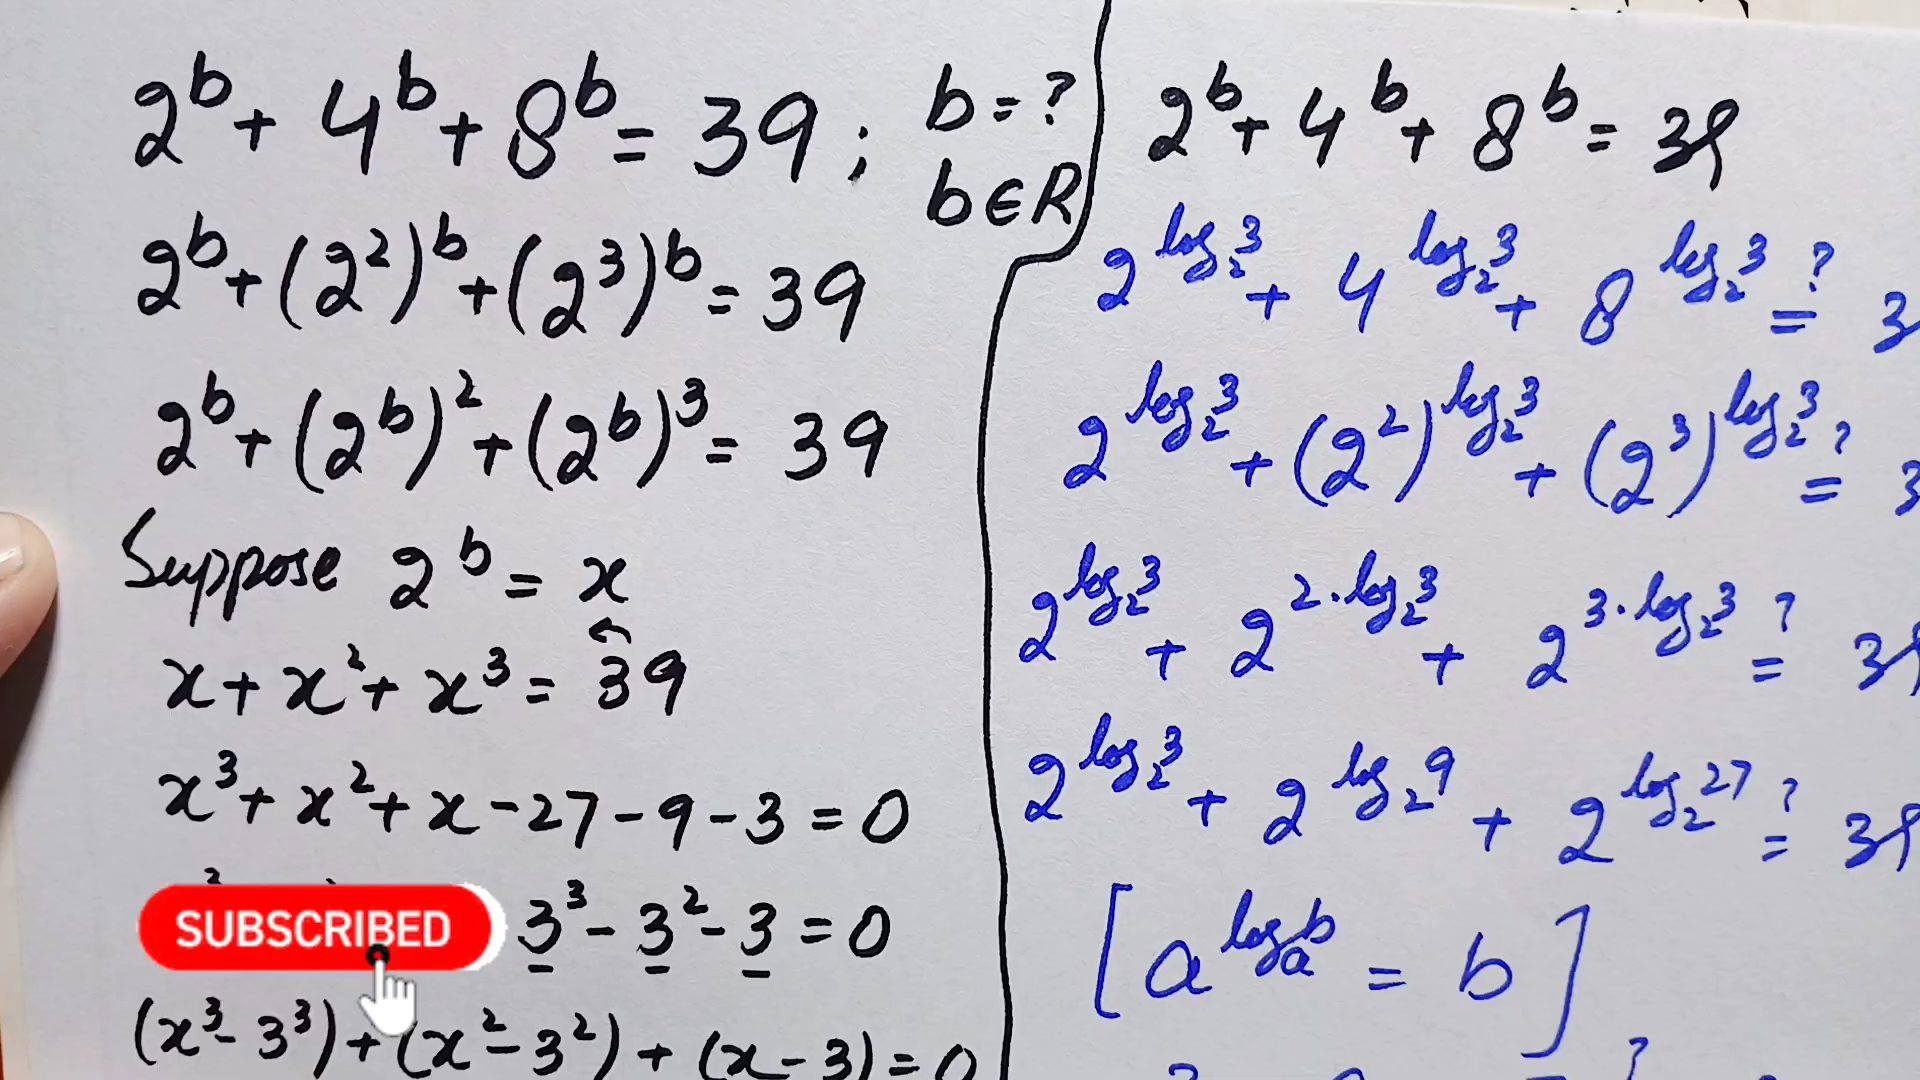 2^b + 4^b + 8^b = 39 ; b = ?
b ∈ R
2^b + (2^2)^b + (2^3)^b = 39
2^b + (2^b)^2 + (2^b)^3 = 39
Suppose 2^b = x
x + x^2 + x^3 = 39
x^3 + x^2 + x - 27 - 9 - 3 = 0
3^3 - 3^2 - 3 = 0
SUBSCRIBED
(x^3 - 3^3) + (x^2 - 3^2) + (x - 3) = 0
2^b + 4^b + 8^b = 39
2^{log_2 3} + 4^{log_2 3} + 8^{log_2 3} =? 3
2^{log_2 3} + (2^2)^{log_2 3} + (2^3)^{log_2 3} =? 3
2^{log_2 3} + 2^{2·log_2 3} + 2^{3·log_2 3} =? 39
2^{log_2 3} + 2^{log_2 9} + 2^{log_2 27} =? 39
[a^{log_a b} = b]